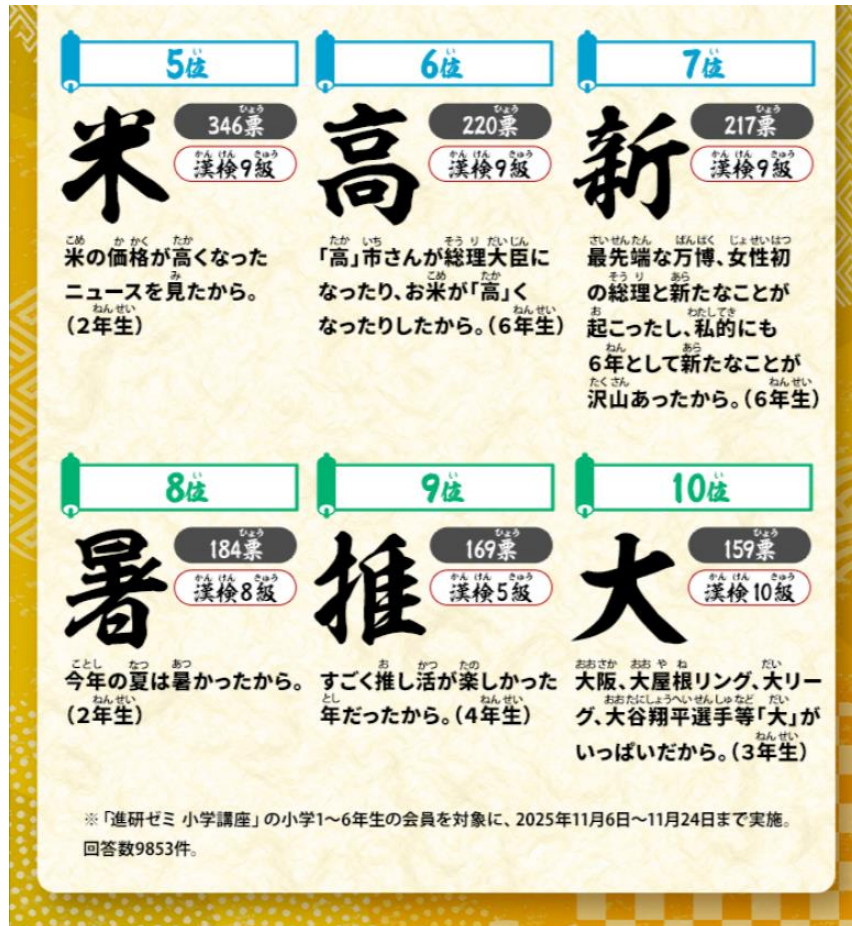 5位
米
346票
漢検9級
米の価格が高くなった
ニュースを見たから。
(2年生)
6位
高
220票
漢検9級
「高」市さんが総理大臣に
なったり、お米が「高」く
なったりしたから。(6年生)
7位
新
217票
漢検9級
最先端な万博、女性初
の総理と新たなことが
起こったし、私的にも
6年として新たなことが
沢山あったから。(6年生)
8位
暑
184票
漢検8級
今年の夏は暑かったから。
(2年生)
9位
推
169票
漢検5級
すごく推し活が楽しかった
年だったから。(4年生)
10位
大
159票
漢検10級
大阪、大屋根リング、大リー
グ、大谷翔平選手等「大」が
いっぱいだから。(3年生)
※「進研ゼミ 小学講座」の小学1〜6年生の会員を対象に、2025年11月6日〜11月24日まで実施。
回答数9853件。